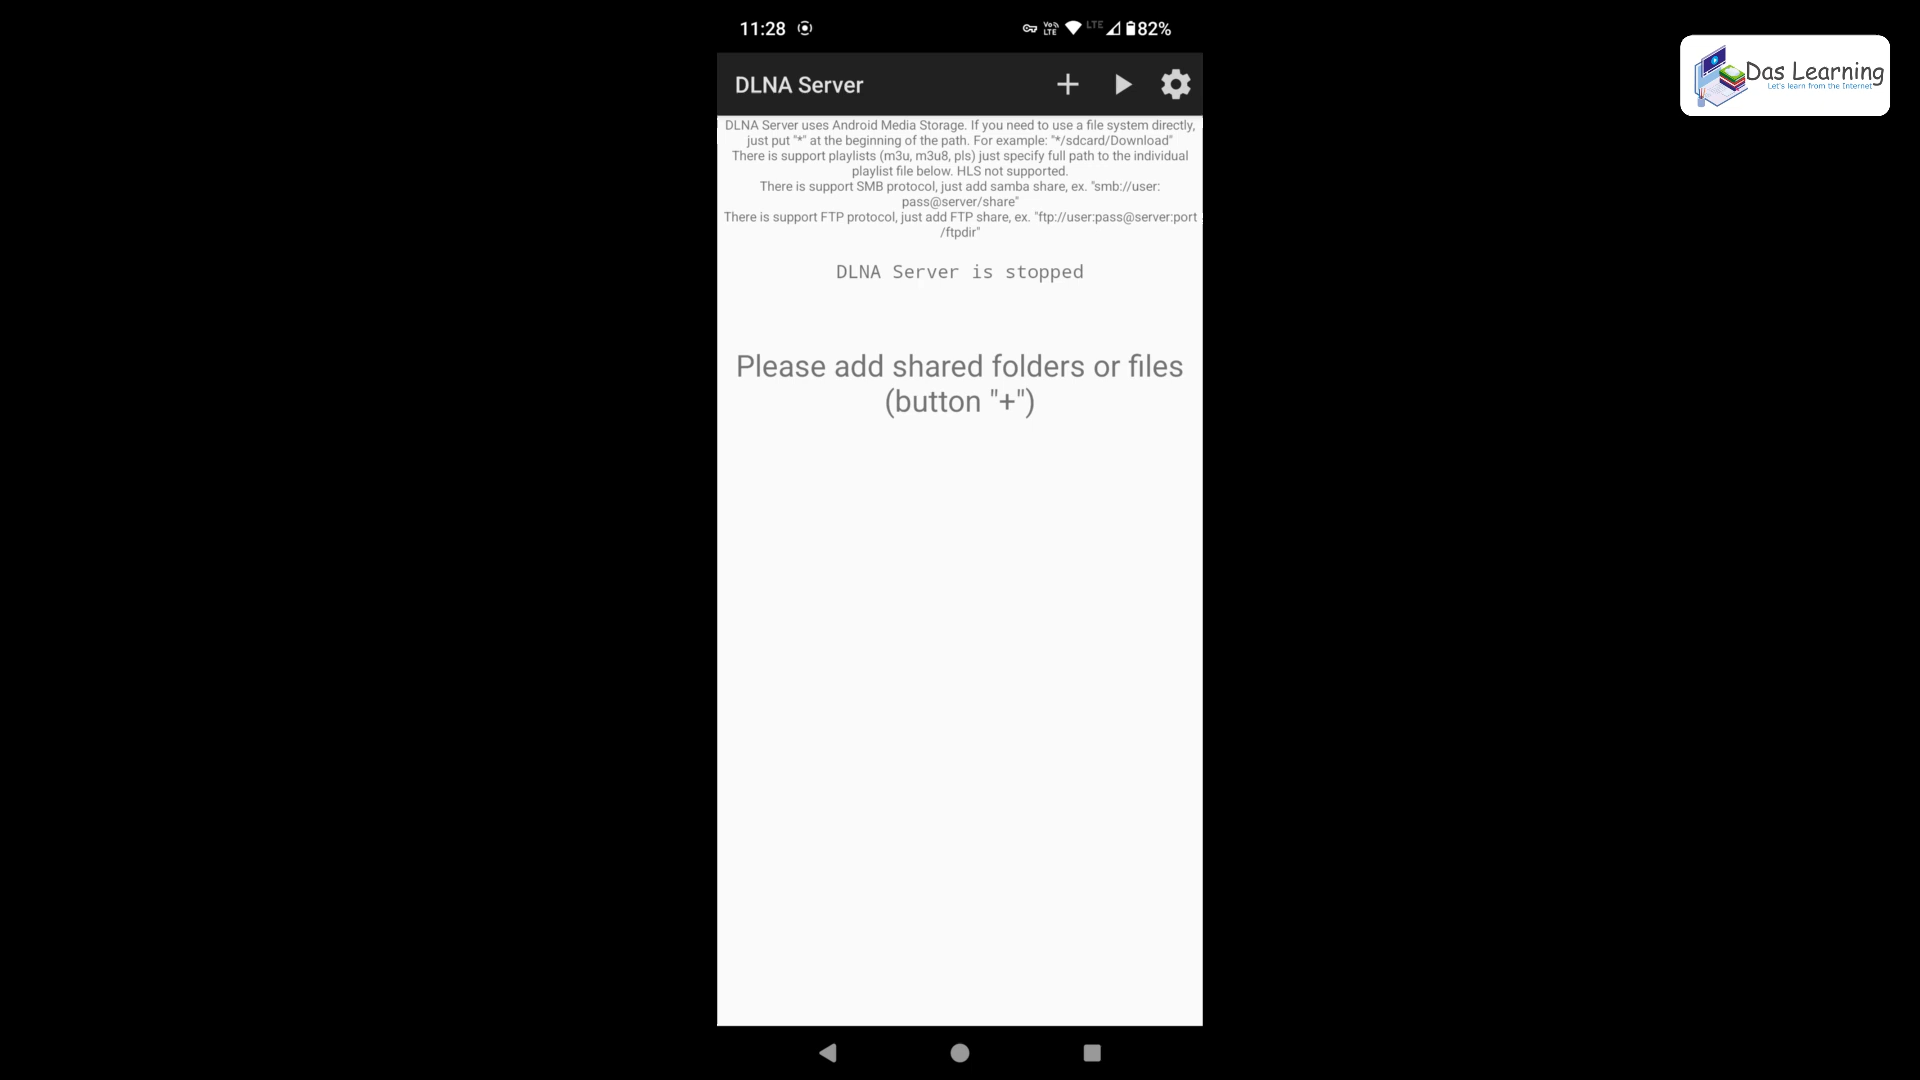 11:28
Vo LTE LTE 82%
DLNA Server
DLNA Server uses Android Media Storage. If you need to use a file system directly,
just put "*" at the beginning of the path. For example: "*/sdcard/Download"
There is support playlists (m3u, m3u8, pls) just specify full path to the individual
playlist file below. HLS not supported.
There is support SMB protocol, just add samba share, ex. "smb://user:
pass@server/share"
There is support FTP protocol, just add FTP share, ex. "ftp://user:pass@server:port
/ftpdir"
DLNA Server is stopped
Please add shared folders or files
(button "+")
Das Learning
Let's learn from the Internet